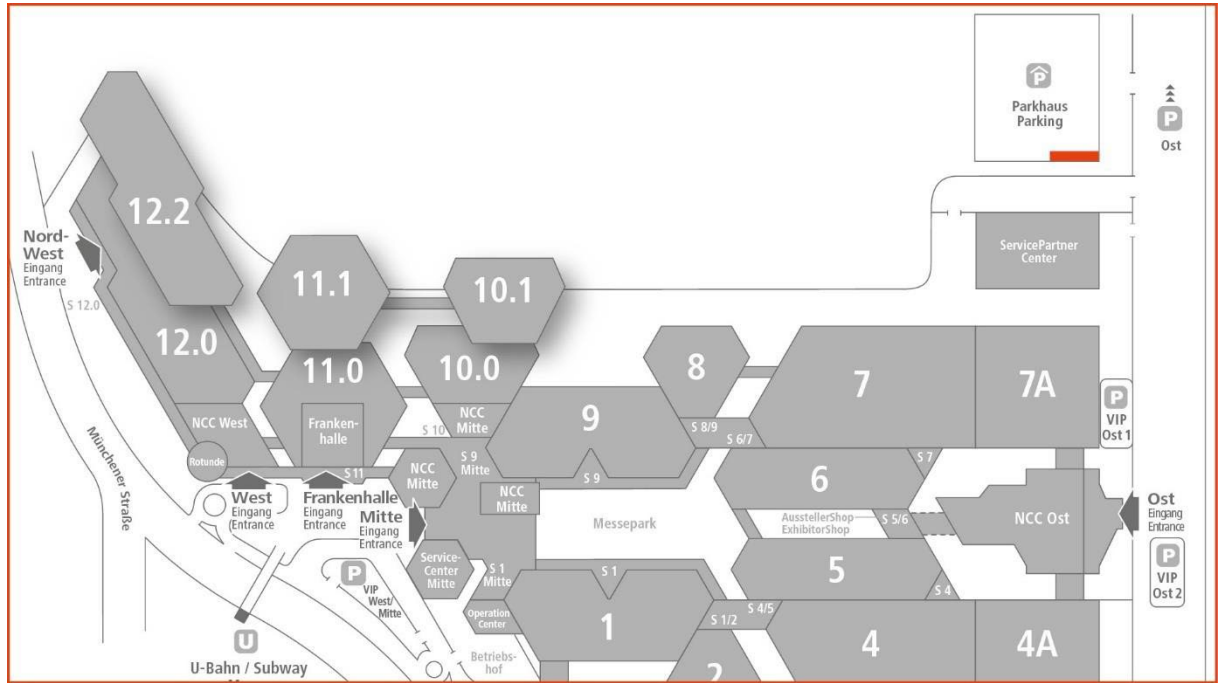 P
Parkhaus
Parking
P
Ost
12.2
Nord-
West
Eingang
Entrance
S 12.0
11.1
10.1
ServicePartner
Center
12.0
11.0
10.0
8
7
7A
P
VIP
Ost 1
NCC West
Franken-
halle
S 10
NCC
Mitte
9
S 8/9
S 6/7
Rotunde
S 11
NCC
Mitte
S 9
Mitte
S 9
NCC
Mitte
6
S 7
Münchener Straße
West
Eingang
Entrance
Frankenhalle
Eingang
Entrance
Mitte
Eingang
Entrance
Messepark
AusstellerShop
ExhibitorShop
S 5/6
NCC Ost
Ost
Eingang
Entrance
P
VIP
Ost 2
Service-
Center
Mitte
S 1
Mitte
S 1
5
S 4
P
VIP
West/
Mitte
Operation
Center
1
S 4/5
S 1/2
4
4A
U
U-Bahn / Subway
Betriebs-
hof
2